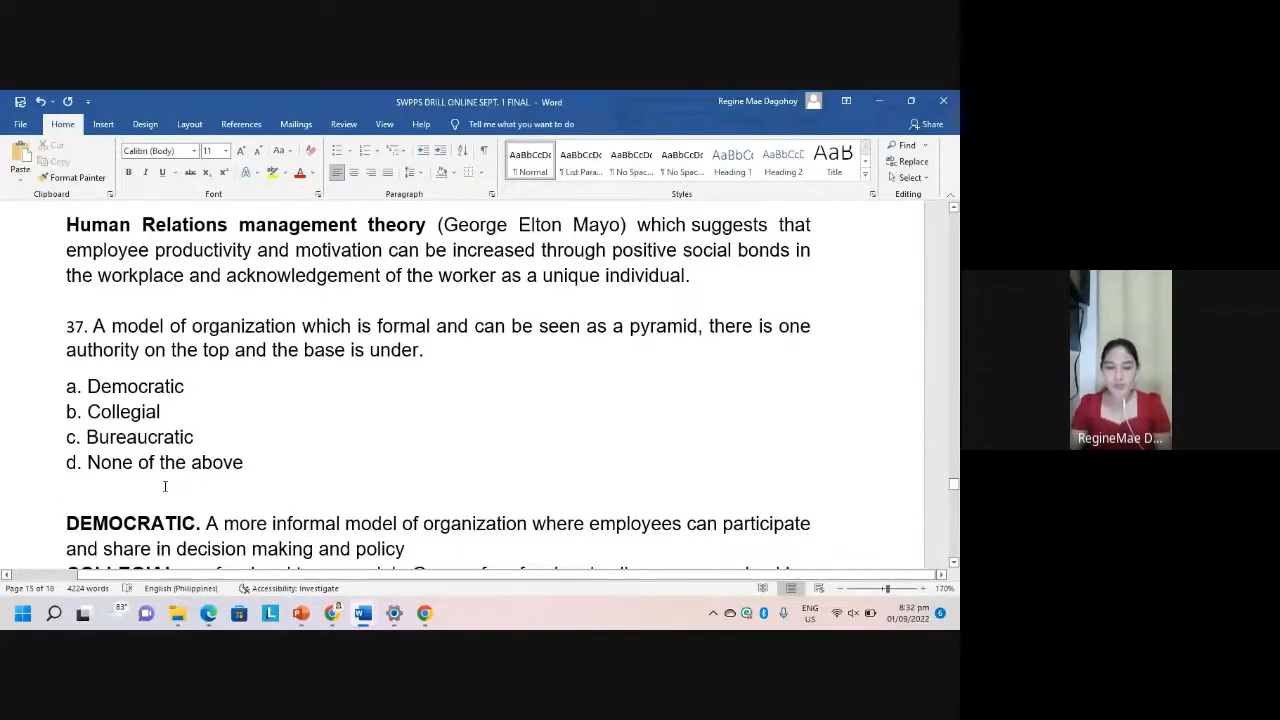 SWPPS DRILL ONLINE SEPT. 1 FINAL - Word
Regine Mae Dagohoy
File Home Insert Design Layout References Mailings Review View Help Tell me what you want to do Share
Paste
Cut
Copy
Format Painter
Clipboard
Calibri (Body) 11
Font
Paragraph
AaBbCcDc AaBbCcDc AaBbCcDc AaBbCcDc AaBbCcC AaBbCcC AaBb
¶ Normal ¶ List Para... ¶ No Spac... ¶ No Spac... Heading 1 Heading 2 Title
Styles
Find
Replace
Select
Editing
Human Relations management theory (George Elton Mayo) which suggests that
employee productivity and motivation can be increased through positive social bonds in
the workplace and acknowledgement of the worker as a unique individual.
37. A model of organization which is formal and can be seen as a pyramid, there is one
authority on the top and the base is under.
a. Democratic
b. Collegial
c. Bureaucratic
d. None of the above
DEMOCRATIC. A more informal model of organization where employees can participate
and share in decision making and policy
RegineMae D...
Page 15 of 18 4224 words English (Philippines) Accessibility: Investigate 170%
83°
ENG
US
8:32 pm
01/09/2022
6